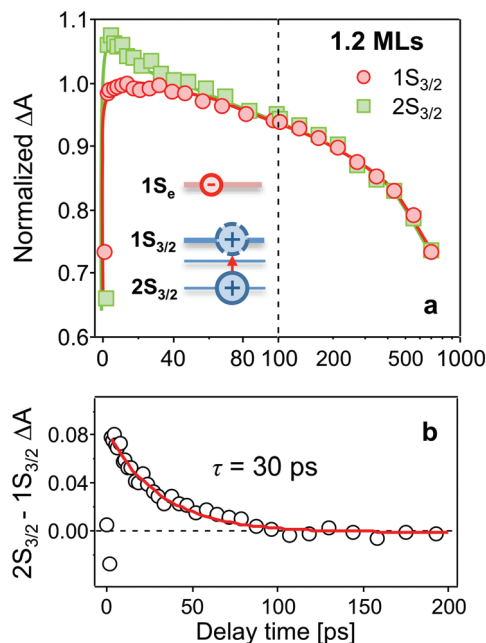 1.2 MLs
1S3/2
2S3/2
Normalized ΔA
1.1
1.0
0.9
0.8
0.7
0.6
1Se
1S3/2
2S3/2
−
+
+
a
0 40 80 100 500 1000
b
τ = 30 ps
2S3/2 - 1S3/2 ΔA
0.08
0.04
0.00
0 50 100 150 200
Delay time [ps]